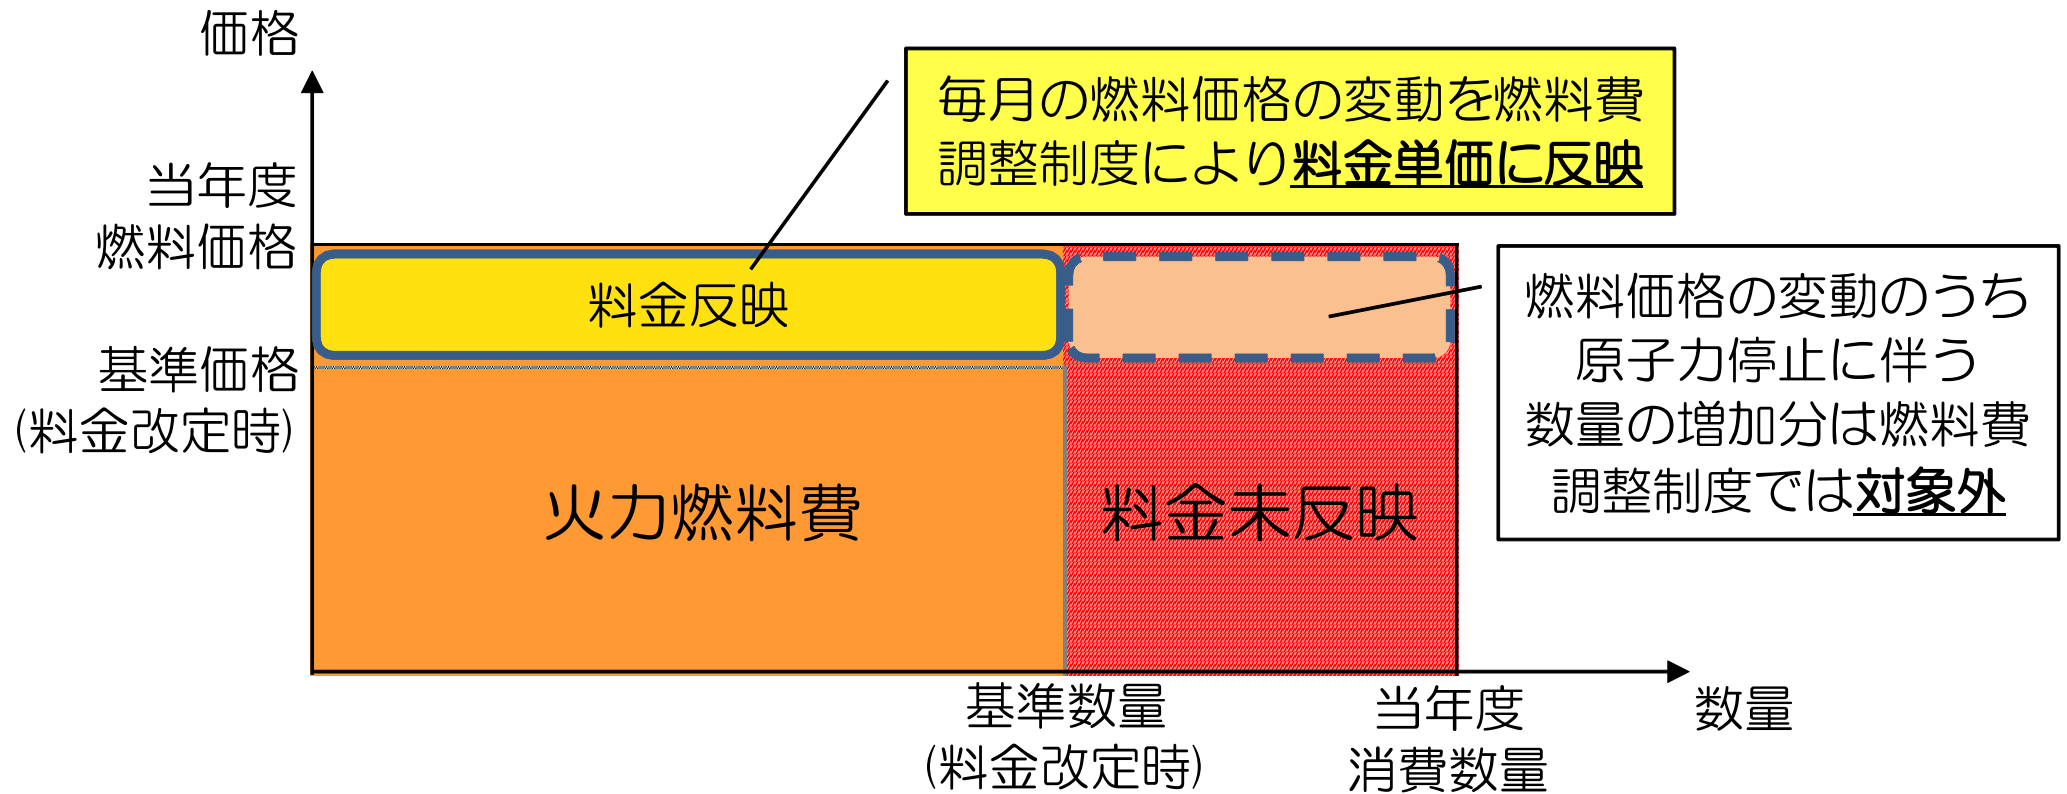 価格
毎月の燃料価格の変動を燃料費
調整制度により料金単価に反映
当年度
燃料価格
料金反映
燃料価格の変動のうち
原子力停止に伴う
数量の増加分は燃料費
調整制度では対象外
基準価格
(料金改定時)
火力燃料費
料金未反映
基準数量
(料金改定時)
当年度
消費数量
数量